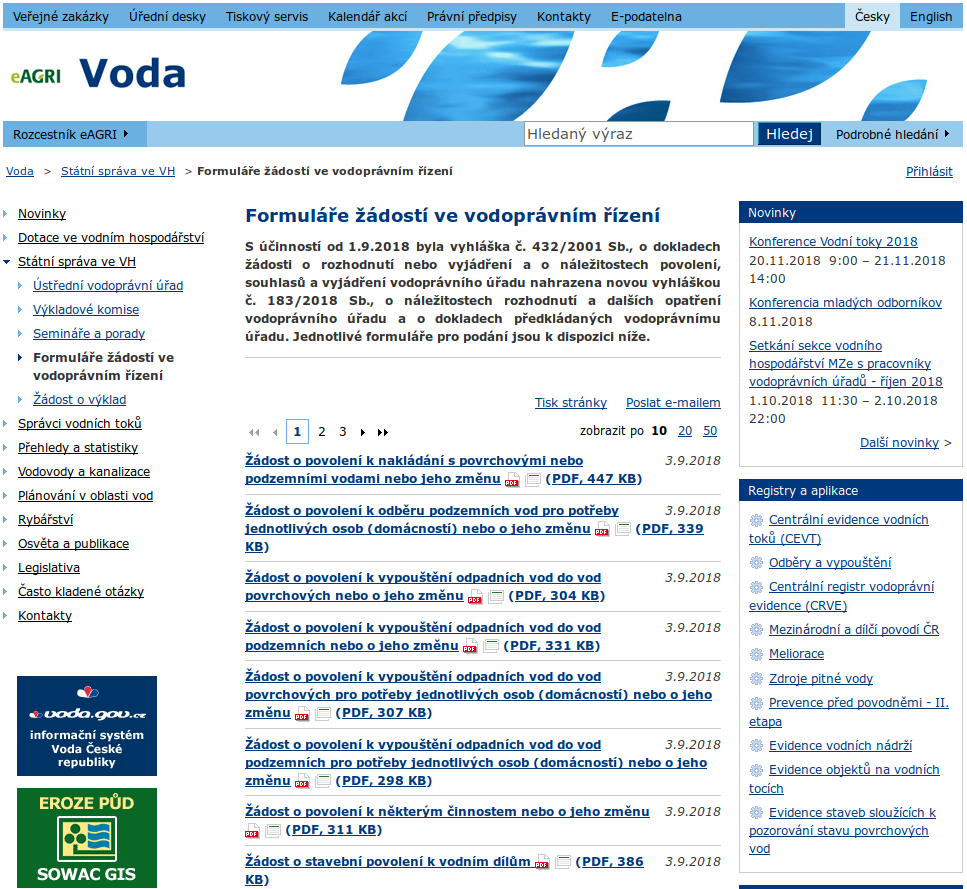 Veřejné zakázky Úřední desky Tiskový servis Kalendář akcí Právní předpisy Kontakty E-podatelna Česky English
eAGRI Voda
Rozcestník eAGRI Hledaný výraz Hledej Podrobné hledání
Voda > Státní správa ve VH > Formuláře žádostí ve vodoprávním řízení Přihlásit
Novinky
Dotace ve vodním hospodářství
Státní správa ve VH
Ústřední vodoprávní úřad
Výkladové komise
Semináře a porady
Formuláře žádostí ve
vodoprávním řízení
Žádost o výklad
Správci vodních toků
Přehledy a statistiky
Vodovody a kanalizace
Plánování v oblasti vod
Rybářství
Osvěta a publikace
Legislativa
Často kladené otázky
Kontakty
voda.gov.cz
informační systém
Voda České
republiky
EROZE PŮD
SOWAC GIS
Formuláře žádostí ve vodoprávním řízení
S účinností od 1.9.2018 byla vyhláška č. 432/2001 Sb., o dokladech
žádosti o rozhodnutí nebo vyjádření a o náležitostech povolení,
souhlasů a vyjádření vodoprávního úřadu nahrazena novou vyhláškou
č. 183/2018 Sb., o náležitostech rozhodnutí a dalších opatření
vodoprávního úřadu a o dokladech předkládaných vodoprávnímu
úřadu. Jednotlivé formuláře pro podání jsou k dispozici níže.
Tisk stránky Poslat e-mailem
1 2 3 zobrazit po 10 20 50
Žádost o povolení k nakládání s povrchovými nebo 3.9.2018
podzemními vodami nebo jeho změnu PDF (PDF, 447 KB)
Žádost o povolení k odběru podzemních vod pro potřeby 3.9.2018
jednotlivých osob (domácností) nebo o jeho změnu PDF (PDF, 339
KB)
Žádost o povolení k vypouštění odpadních vod do vod 3.9.2018
povrchových nebo o jeho změnu PDF (PDF, 304 KB)
Žádost o povolení k vypouštění odpadních vod do vod 3.9.2018
podzemních nebo o jeho změnu PDF (PDF, 331 KB)
Žádost o povolení k vypouštění odpadních vod do vod 3.9.2018
povrchových pro potřeby jednotlivých osob (domácností) nebo o jeho
změnu PDF (PDF, 307 KB)
Žádost o povolení k vypouštění odpadních vod do vod 3.9.2018
podzemních pro potřeby jednotlivých osob (domácností) nebo o jeho
změnu PDF (PDF, 298 KB)
Žádost o povolení k některým činnostem nebo o jeho změnu 3.9.2018
PDF (PDF, 311 KB)
Žádost o stavební povolení k vodním dílům PDF (PDF, 386 3.9.2018
KB)
Novinky
Konference Vodní toky 2018
20.11.2018 9:00 – 21.11.2018
14:00
Konferencia mladých odborníkov
8.11.2018
Setkání sekce vodního
hospodářství MZe s pracovníky
vodoprávních úřadů - říjen 2018
1.10.2018 11:30 – 2.10.2018
22:00
Další novinky >
Registry a aplikace
Centrální evidence vodních
toků (CEVT)
Odběry a vypouštění
Centrální registr vodoprávní
evidence (CRVE)
Mezinárodní a dílčí povodí ČR
Meliorace
Zdroje pitné vody
Prevence před povodněmi - II.
etapa
Evidence vodních nádrží
Evidence objektů na vodních
tocích
Evidence staveb sloužících k
pozorování stavu povrchových
vod